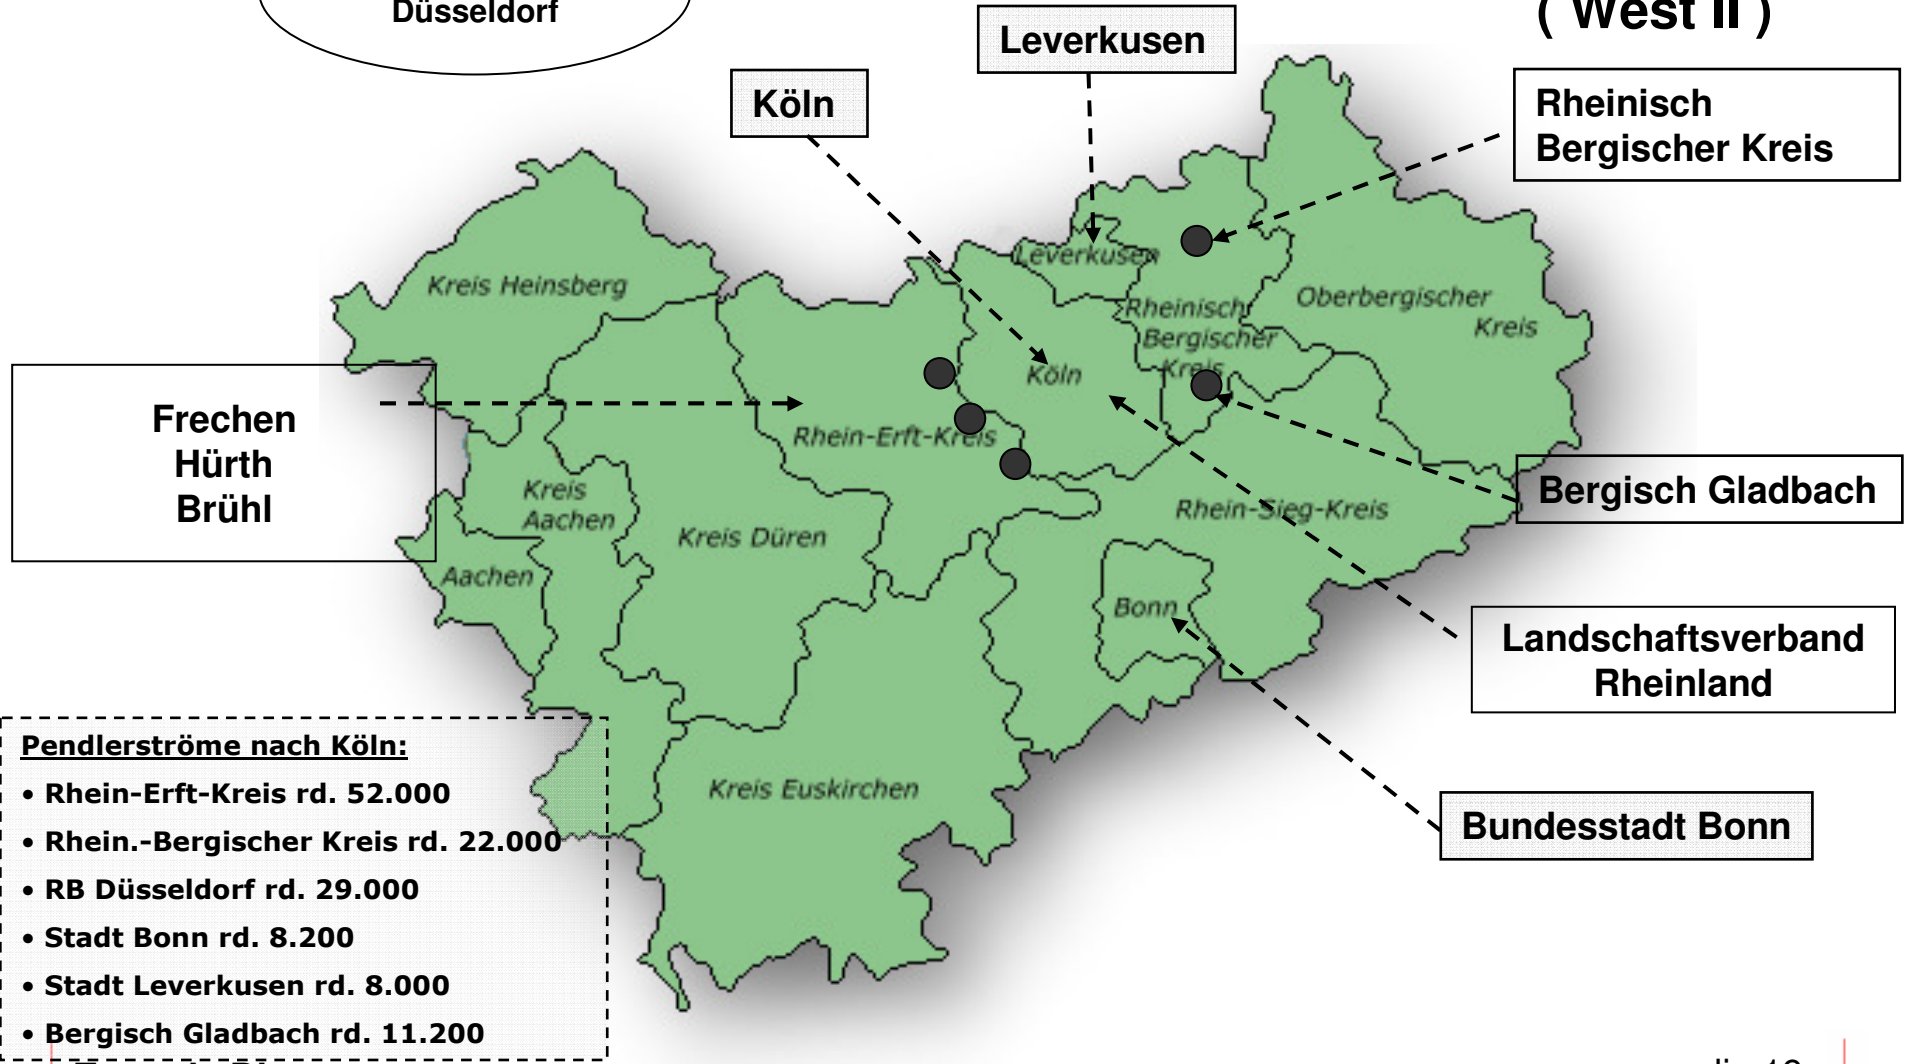 Düsseldorf
( West II )
Leverkusen
Köln
Rheinisch
Bergischer Kreis
Leverkusen
Kreis Heinsberg
Rheinisch
Bergischer
Kreis
Oberbergischer
Kreis
Köln
Frechen
Hürth
Brühl
Rhein-Erft-Kreis
Bergisch Gladbach
Kreis
Aachen
Rhein-Sieg-Kreis
Kreis Düren
Aachen
Bonn
Landschaftsverband
Rheinland
Kreis Euskirchen
Bundesstadt Bonn
Pendlerströme nach Köln:
• Rhein-Erft-Kreis rd. 52.000
• Rhein.-Bergischer Kreis rd. 22.000
• RB Düsseldorf rd. 29.000
• Stadt Bonn rd. 8.200
• Stadt Leverkusen rd. 8.000
• Bergisch Gladbach rd. 11.200